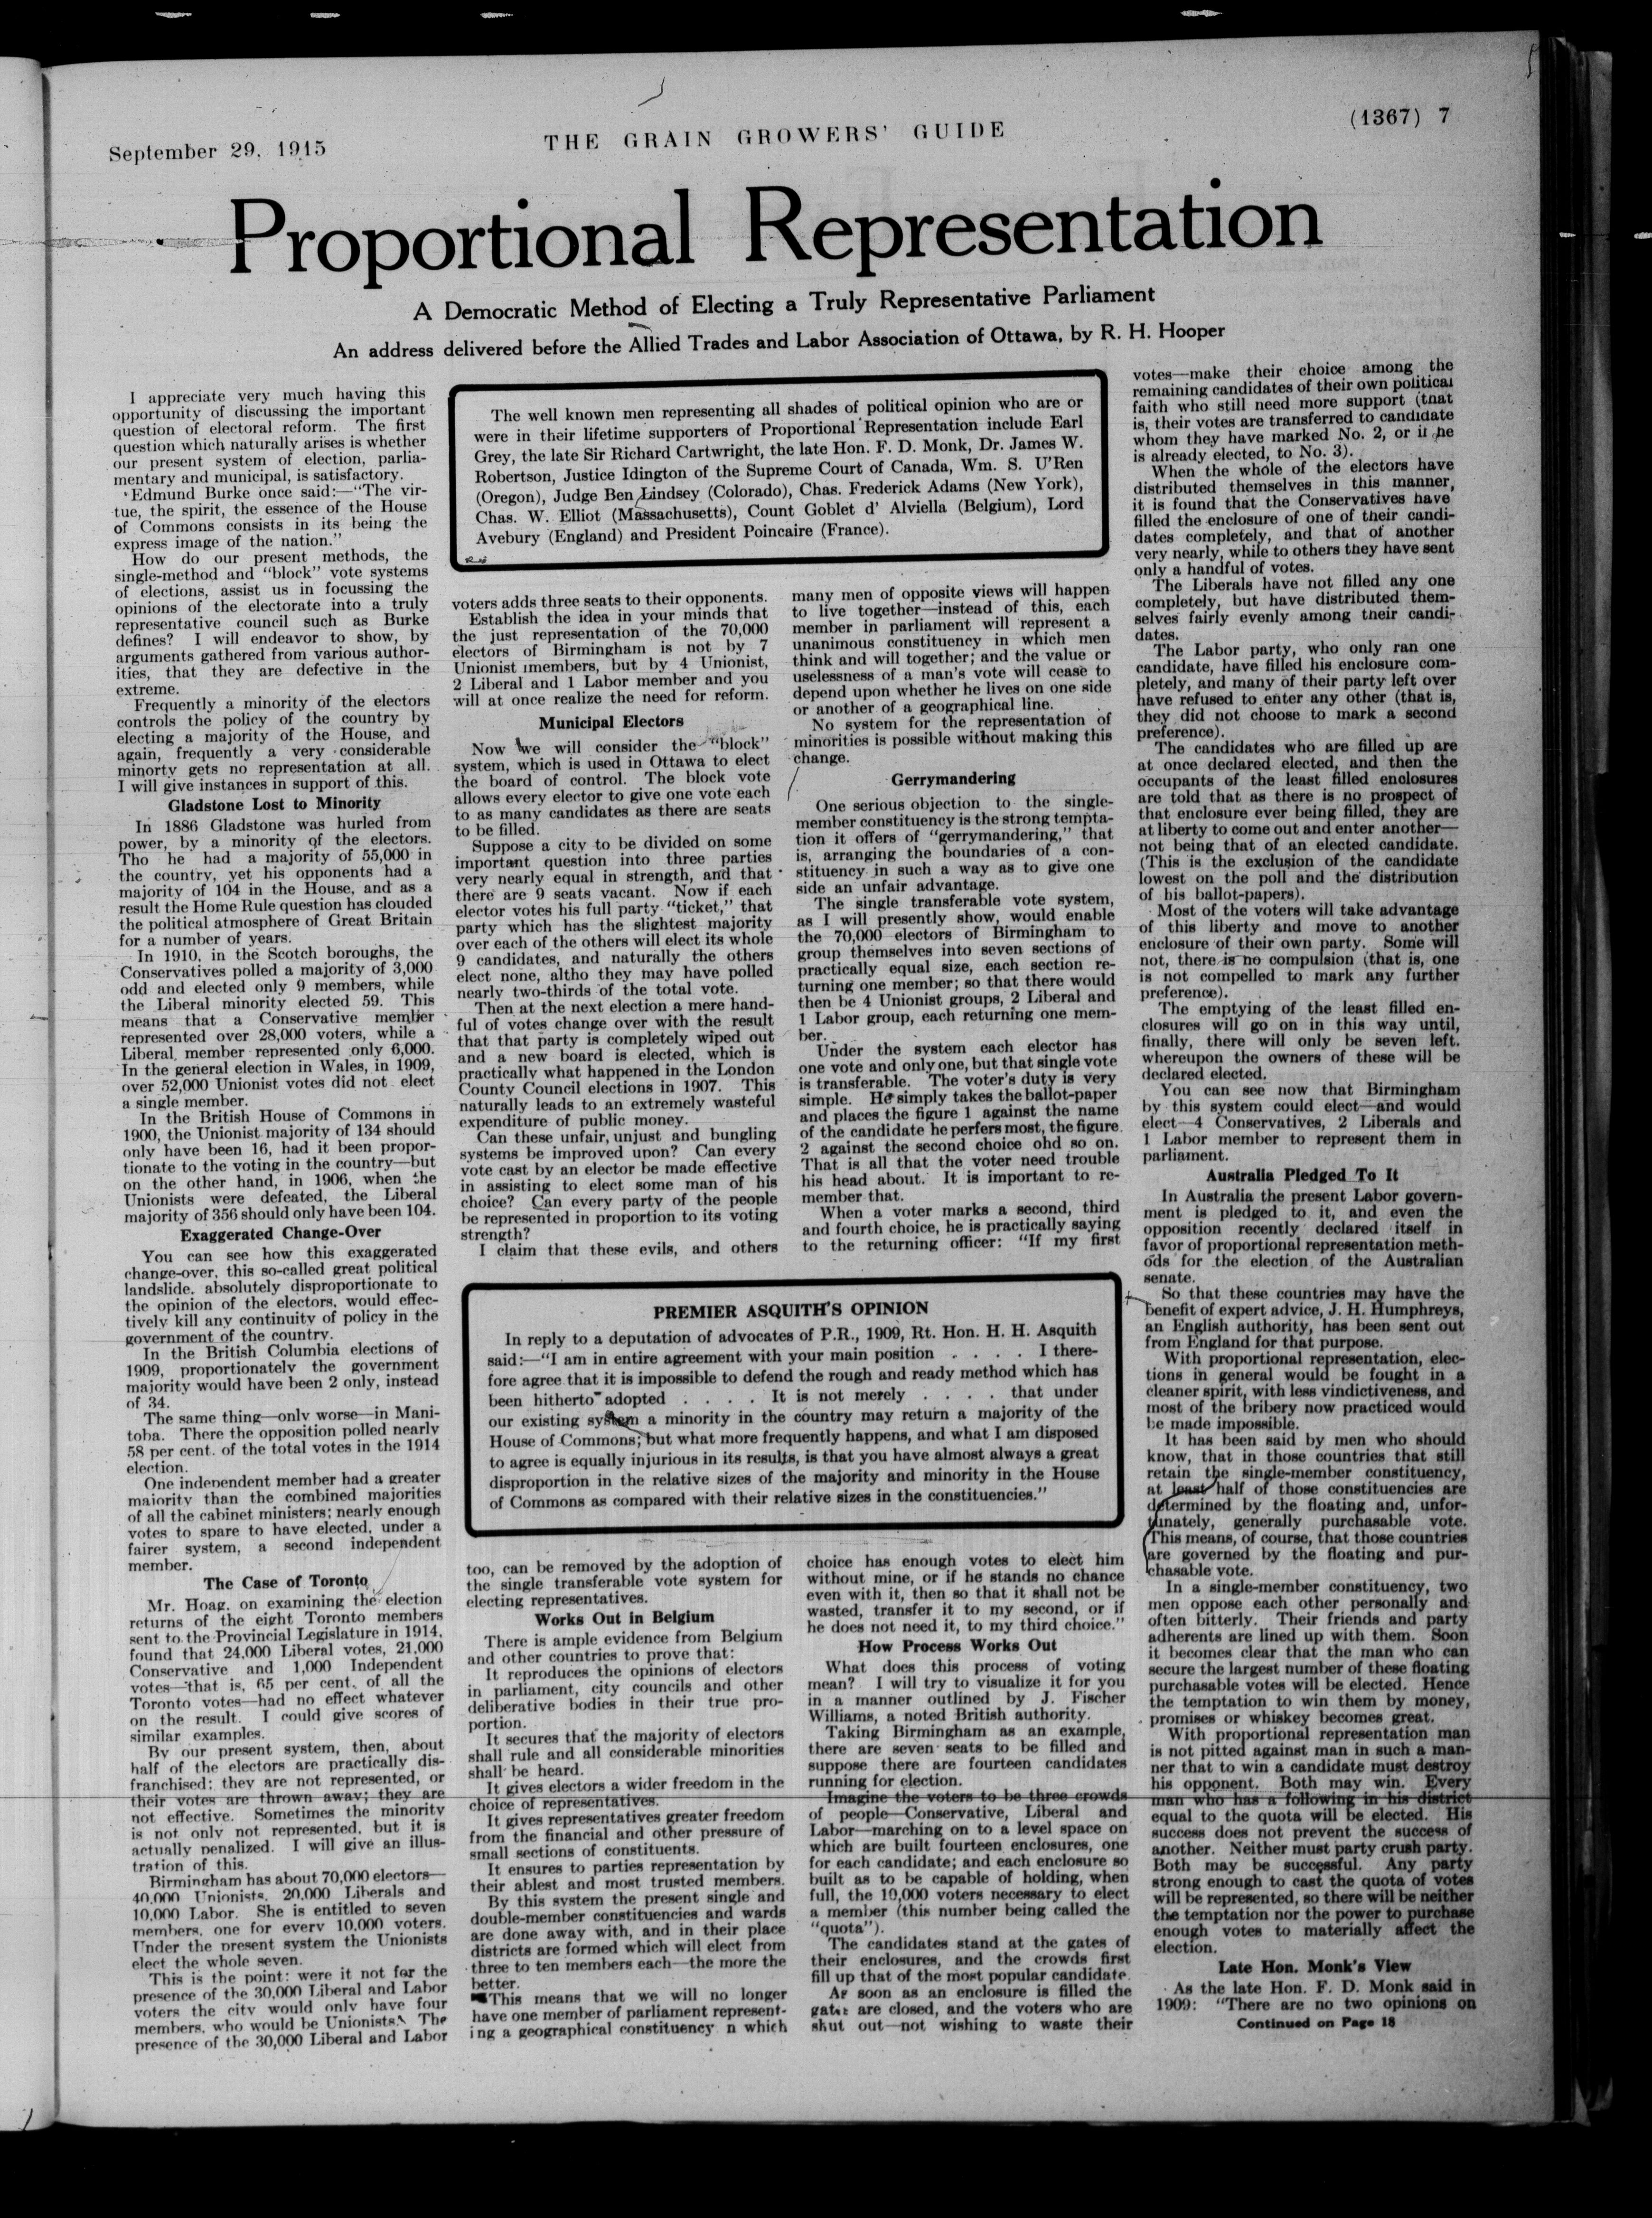 September 29, 1915
THE GRAIN GROWERS' GUIDE
(1367) 7
Proportional Representation
A Democratic Method of Electing a Truly Representative Parliament
An address delivered before the Allied Trades and Labor Association of Ottawa, by R. H. Hooper
I appreciate very much having this
opportunity of discussing the important
question of electoral reform. The first
question which naturally arises is whether
our present system of election, parlia-
mentary and municipal, is satisfactory.
Edmund Burke once said:—"The vir-
tue, the spirit, the essence of the House
of Commons consists in its being the
express image of the nation."
How do our present methods, the
single-method and "block" vote systems
of elections, assist us in focussing the
opinions of the electorate into a truly
representative council such as Burke
defines? I will endeavor to show, by
arguments gathered from various author-
ities, that they are defective in the
extreme.
Frequently a minority of the electors
controls the policy of the country by
electing a majority of the House, and
again, frequently a very considerable
minorty gets no representation at all.
I will give instances in support of this.
Gladstone Lost to Minority
In 1886 Gladstone was hurled from
power, by a minority of the electors.
Tho he had a majority of 55,000 in
the country, yet his opponents had a
majority of 104 in the House, and as a
result the Home Rule question has clouded
the political atmosphere of Great Britain
for a number of years.
In 1910, in the Scotch boroughs, the
Conservatives polled a majority of 3,000
odd and elected only 9 members, while
the Liberal minority elected 59. This
means that a Conservative member
represented over 28,000 voters, while a
Liberal member represented only 6,000.
In the general election in Wales, in 1909,
over 52,000 Unionist votes did not elect
a single member.
In the British House of Commons in
1900, the Unionist majority of 134 should
only have been 16, had it been propor-
tionate to the voting in the country—but
on the other hand, in 1906, when the
Unionists were defeated, the Liberal
majority of 356 should only have been 104.
Exaggerated Change-Over
You can see how this exaggerated
change-over, this so-called great political
landslide, absolutely disproportionate to
the opinion of the electors, would effec-
tively kill any continuity of policy in the
government of the country.
In the British Columbia elections of
1909, proportionately the government
majority would have been 2 only, instead
of 34.
The same thing—only worse—in Mani-
toba. There the opposition polled nearly
58 per cent. of the total votes in the 1914
election.
One independent member had a greater
majority than the combined majorities
of all the cabinet ministers; nearly enough
votes to spare to have elected, under a
fairer system, a second independent
member.
The Case of Toronto
Mr. Hoag, on examining the election
returns of the eight Toronto members
sent to the Provincial Legislature in 1914,
found that 24,000 Liberal votes, 21,000
Conservative and 1,000 Independent
votes—that is, 65 per cent. of all the
Toronto votes—had no effect whatever
on the result. I could give scores of
similar examples.
By our present system, then, about
half of the electors are practically dis-
franchised; they are not represented, or
their votes are thrown away; they are
not effective. Sometimes the minority
is not only not represented, but it is
actually penalized. I will give an illus-
tration of this.
Birmingham has about 70,000 electors—
40,000 Unionists, 20,000 Liberals and
10,000 Labor. She is entitled to seven
members, one for every 10,000 voters.
Under the present system the Unionists
elect the whole seven.
This is the point: were it not for the
presence of the 30,000 Liberal and Labor
voters the city would only have four
members, who would be Unionists. The
presence of the 30,000 Liberal and Labor
The well known men representing all shades of political opinion who are or
were in their lifetime supporters of Proportional Representation include Earl
Grey, the late Sir Richard Cartwright, the late Hon. F. D. Monk, Dr. James W.
Robertson, Justice Idington of the Supreme Court of Canada, Wm. S. U'Ren
(Oregon), Judge Ben Lindsey (Colorado), Chas. Frederick Adams (New York),
Chas. W. Elliot (Massachusetts), Count Goblet d' Alviella (Belgium), Lord
Avebury (England) and President Poincaire (France).
voters adds three seats to their opponents.
Establish the idea in your minds that
the just representation of the 70,000
electors of Birmingham is not by 7
Unionist members, but by 4 Unionist,
2 Liberal and 1 Labor member and you
will at once realize the need for reform.
Municipal Electors
Now we will consider the "block"
system, which is used in Ottawa to elect
the board of control. The block vote
allows every elector to give one vote each
to as many candidates as there are seats
to be filled.
Suppose a city to be divided on some
important question into three parties
very nearly equal in strength, and that
there are 9 seats vacant. Now if each
elector votes his full party "ticket," that
party which has the slightest majority
over each of the others will elect its whole
9 candidates, and naturally the others
elect none, altho they may have polled
nearly two-thirds of the total vote.
Then at the next election a mere hand-
ful of votes change over with the result
that that party is completely wiped out
and a new board is elected, which is
practically what happened in the London
County Council elections in 1907. This
naturally leads to an extremely wasteful
expenditure of public money.
Can these unfair, unjust and bungling
systems be improved upon? Can every
vote cast by an elector be made effective
in assisting to elect some man of his
choice? Can every party of the people
be represented in proportion to its voting
strength?
I claim that these evils, and others
many men of opposite views will happen
to live together—instead of this, each
member in parliament will represent a
unanimous constituency in which men
think and will together; and the value or
uselessness of a man's vote will cease to
depend upon whether he lives on one side
or another of a geographical line.
No system for the representation of
minorities is possible without making this
change.
Gerrymandering
One serious objection to the single-
member constituency is the strong tempta-
tion it offers of "gerrymandering," that
is, arranging the boundaries of a con-
stituency in such a way as to give one
side an unfair advantage.
The single transferable vote system,
as I will presently show, would enable
the 70,000 electors of Birmingham to
group themselves into seven sections of
practically equal size, each section re-
turning one member; so that there would
then be 4 Unionist groups, 2 Liberal and
1 Labor group, each returning one mem-
ber.
Under the system each elector has
one vote and only one, but that single vote
is transferable. The voter's duty is very
simple. He simply takes the ballot-paper
and places the figure 1 against the name
of the candidate he perfers most, the figure
2 against the second choice ohd so on.
That is all that the voter need trouble
his head about. It is important to re-
member that.
When a voter marks a second, third
and fourth choice, he is practically saying
to the returning officer: "If my first
PREMIER ASQUITH'S OPINION
In reply to a deputation of advocates of P.R., 1909, Rt. Hon. H. H. Asquith
said:—"I am in entire agreement with your main position . . . . I there-
fore agree that it is impossible to defend the rough and ready method which has
been hitherto adopted . . . . It is not merely . . . . that under
our existing system a minority in the country may return a majority of the
House of Commons; but what more frequently happens, and what I am disposed
to agree is equally injurious in its results, is that you have almost always a great
disproportion in the relative sizes of the majority and minority in the House
of Commons as compared with their relative sizes in the constituencies."
too, can be removed by the adoption of
the single transferable vote system for
electing representatives.
Works Out in Belgium
There is ample evidence from Belgium
and other countries to prove that:
It reproduces the opinions of electors
in parliament, city councils and other
deliberative bodies in their true pro-
portion.
It secures that the majority of electors
shall rule and all considerable minorities
shall be heard.
It gives electors a wider freedom in the
choice of representatives.
It gives representatives greater freedom
from the financial and other pressure of
small sections of constituents.
It ensures to parties representation by
their ablest and most trusted members.
By this system the present single and
double-member constituencies and wards
are done away with, and in their place
districts are formed which will elect from
three to ten members each—the more the
better.
This means that we will no longer
have one member of parliament represent-
ing a geographical constituency n which
choice has enough votes to elect him
without mine, or if he stands no chance
even with it, then so that it shall not be
wasted, transfer it to my second, or if
he does not need it, to my third choice."
How Process Works Out
What does this process of voting
mean? I will try to visualize it for you
in a manner outlined by J. Fischer
Williams, a noted British authority.
Taking Birmingham as an example,
there are seven seats to be filled and
suppose there are fourteen candidates
running for election.
Imagine the voters to be three crowds
of people—Conservative, Liberal and
Labor—marching on to a level space on
which are built fourteen enclosures, one
for each candidate; and each enclosure so
built as to be capable of holding, when
full, the 10,000 voters necessary to elect
a member (this number being called the
"quota").
The candidates stand at the gates of
their enclosures, and the crowds first
fill up that of the most popular candidate.
As soon as an enclosure is filled the
gates are closed, and the voters who are
shut out—not wishing to waste their
votes—make their choice among the
remaining candidates of their own political
faith who still need more support (that
is, their votes are transferred to candidate
whom they have marked No. 2, or if he
is already elected, to No. 3).
When the whole of the electors have
distributed themselves in this manner,
it is found that the Conservatives have
filled the enclosure of one of their candi-
dates completely, and that of another
very nearly, while to others they have sent
only a handful of votes.
The Liberals have not filled any one
completely, but have distributed them-
selves fairly evenly among their candi-
dates.
The Labor party, who only ran one
candidate, have filled his enclosure com-
pletely, and many of their party left over
have refused to enter any other (that is,
they did not choose to mark a second
preference).
The candidates who are filled up are
at once declared elected, and then the
occupants of the least filled enclosures
are told that as there is no prospect of
that enclosure ever being filled, they are
at liberty to come out and enter another—
not being that of an elected candidate.
(This is the exclusion of the candidate
lowest on the poll and the distribution
of his ballot-papers).
Most of the voters will take advantage
of this liberty and move to another
enclosure of their own party. Some will
not, there is no compulsion (that is, one
is not compelled to mark any further
preference).
The emptying of the least filled en-
closures will go on in this way until,
finally, there will only be seven left.
whereupon the owners of these will be
declared elected.
You can see now that Birmingham
by this system could elect—and would
elect—4 Conservatives, 2 Liberals and
1 Labor member to represent them in
parliament.
Australia Pledged To It
In Australia the present Labor govern-
ment is pledged to it, and even the
opposition recently declared itself in
favor of proportional representation meth-
ods for the election of the Australian
senate.
So that these countries may have the
benefit of expert advice, J. H. Humphreys,
an English authority, has been sent out
from England for that purpose.
With proportional representation, elec-
tions in general would be fought in a
cleaner spirit, with less vindictiveness, and
most of the bribery now practiced would
be made impossible.
It has been said by men who should
know, that in those countries that still
retain the single-member constituency,
at least half of those constituencies are
determined by the floating and, unfor-
tunately, generally purchasable vote.
This means, of course, that those countries
are governed by the floating and pur-
chasable vote.
In a single-member constituency, two
men oppose each other personally and
often bitterly. Their friends and party
adherents are lined up with them. Soon
it becomes clear that the man who can
secure the largest number of these floating
purchasable votes will be elected. Hence
the temptation to win them by money,
promises or whiskey becomes great.
With proportional representation man
is not pitted against man in such a man-
ner that to win a candidate must destroy
his opponent. Both may win. Every
man who has a following in his district
equal to the quota will be elected. His
success does not prevent the success of
another. Neither must party crush party.
Both may be successful. Any party
strong enough to cast the quota of votes
will be represented, so there will be neither
the temptation nor the power to purchase
enough votes to materially affect the
election.
Late Hon. Monk's View
As the late Hon. F. D. Monk said in
1909: "There are no two opinions on
Continued on Page 18